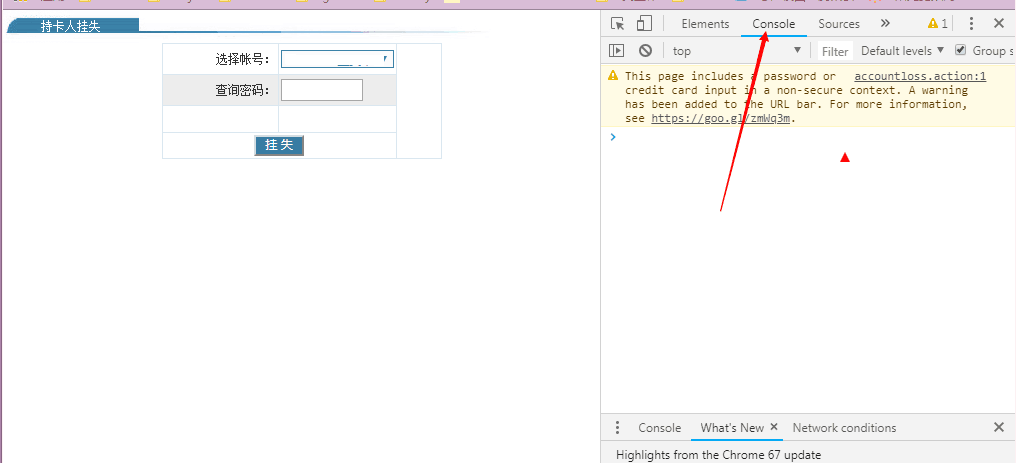 持卡人挂失
选择帐号：
查询密码：
挂 失
Elements Console Sources » 1
top Filter Default levels Group s
This page includes a password or accountloss.action:1
credit card input in a non-secure context. A warning
has been added to the URL bar. For more information,
see https://goo.gl/zmWq3m.
Console What's New × Network conditions
Highlights from the Chrome 67 update